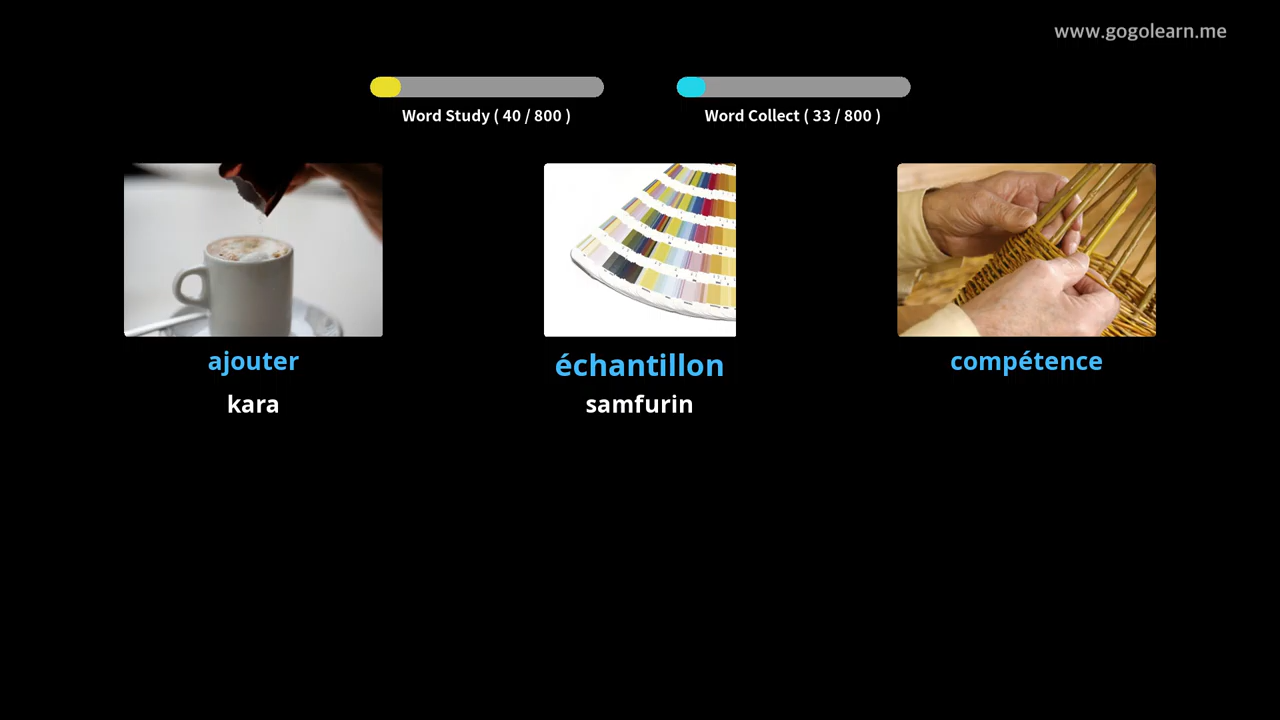 www.gogolearn.me
Word Study ( 40 / 800 )
Word Collect ( 33 / 800 )
ajouter
kara
échantillon
samfurin
compétence